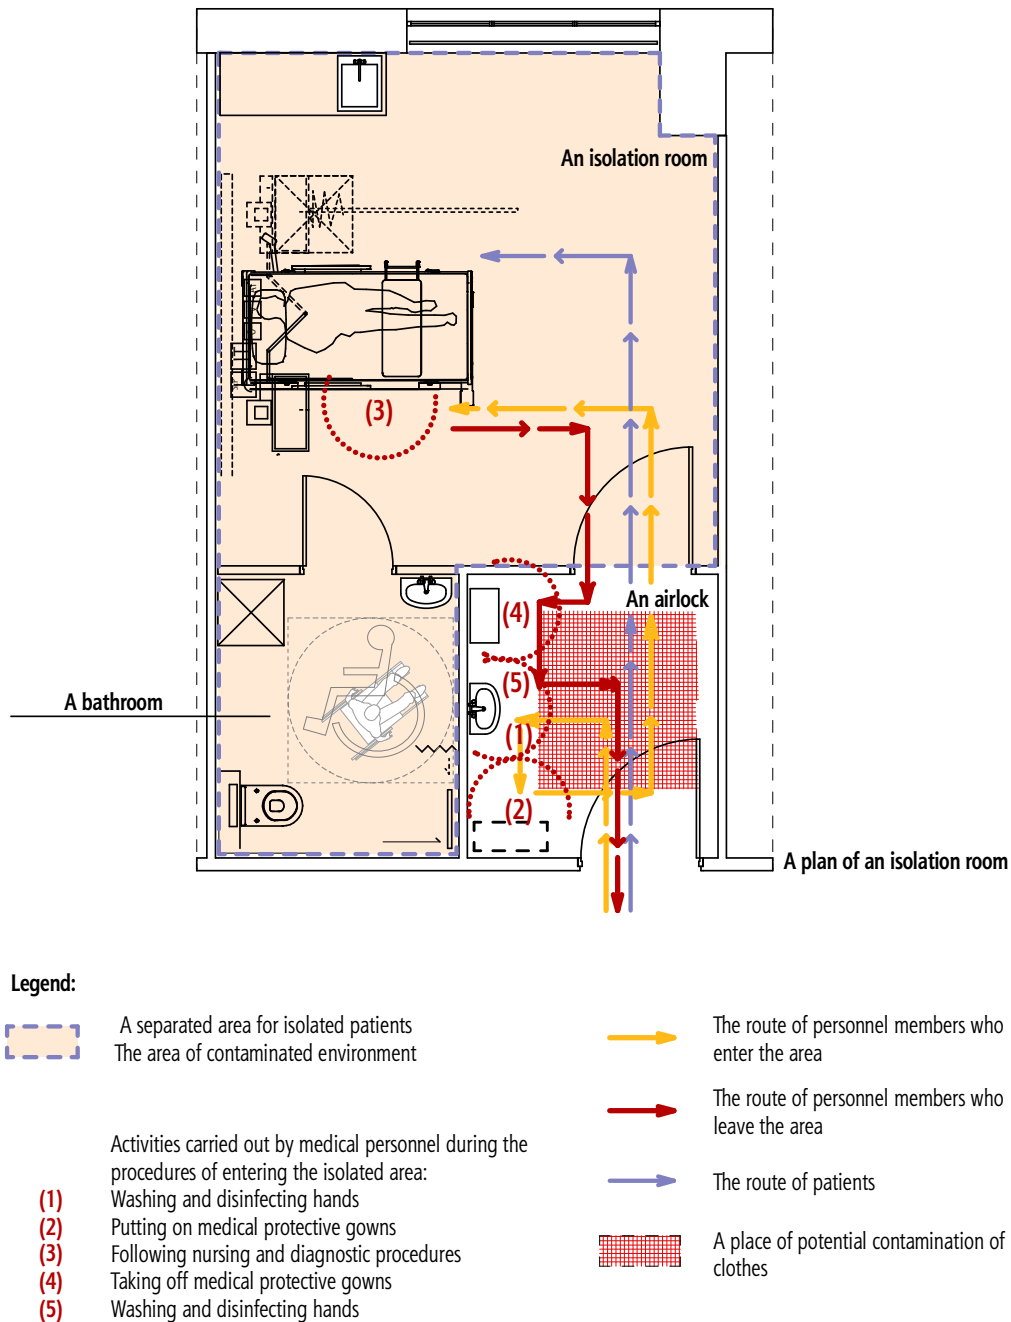 An isolation room
(3)
An airlock
(4)
(5)
A bathroom
(1)
(2)
A plan of an isolation room
Legend:
A separated area for isolated patients
The area of contaminated environment
Activities carried out by medical personnel during the
procedures of entering the isolated area:
(1) Washing and disinfecting hands
(2) Putting on medical protective gowns
(3) Following nursing and diagnostic procedures
(4) Taking off medical protective gowns
(5) Washing and disinfecting hands
The route of personnel members who
enter the area
The route of personnel members who
leave the area
The route of patients
A place of potential contamination of
clothes